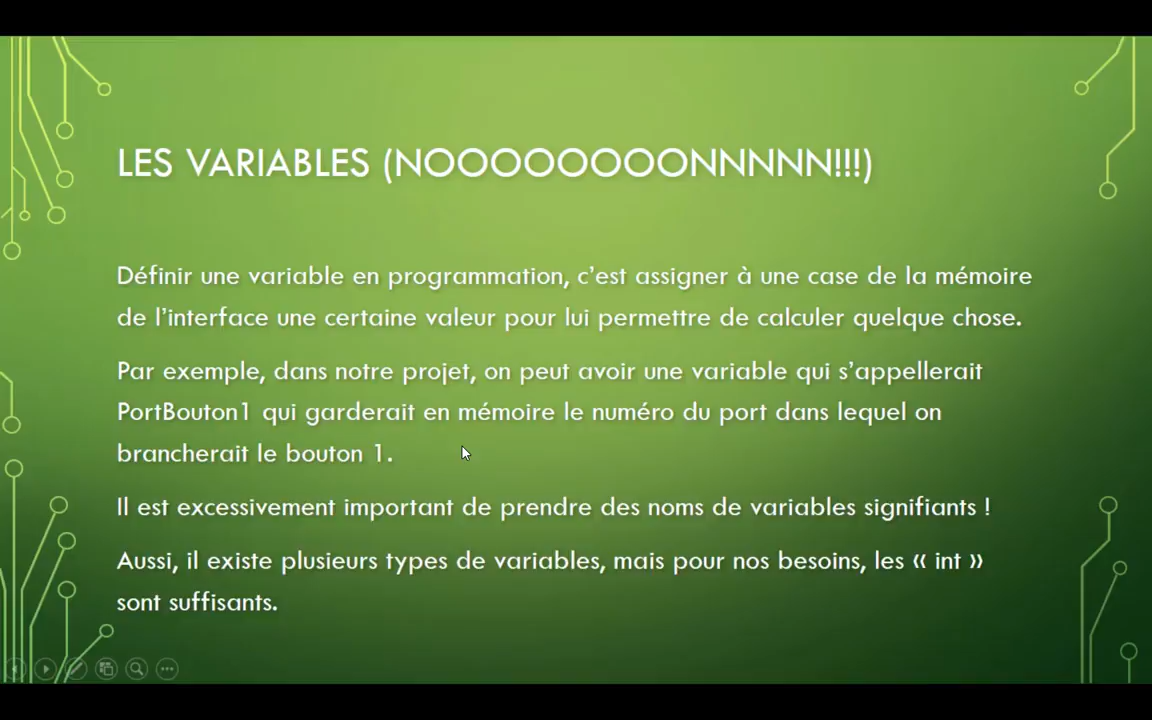 LES VARIABLES (NOOOOOOOONNNNN!!!)
Définir une variable en programmation, c’est assigner à une case de la mémoire
de l’interface une certaine valeur pour lui permettre de calculer quelque chose.
Par exemple, dans notre projet, on peut avoir une variable qui s’appellerait
PortBouton1 qui garderait en mémoire le numéro du port dans lequel on
brancherait le bouton 1.
Il est excessivement important de prendre des noms de variables signifiants !
Aussi, il existe plusieurs types de variables, mais pour nos besoins, les « int »
sont suffisants.